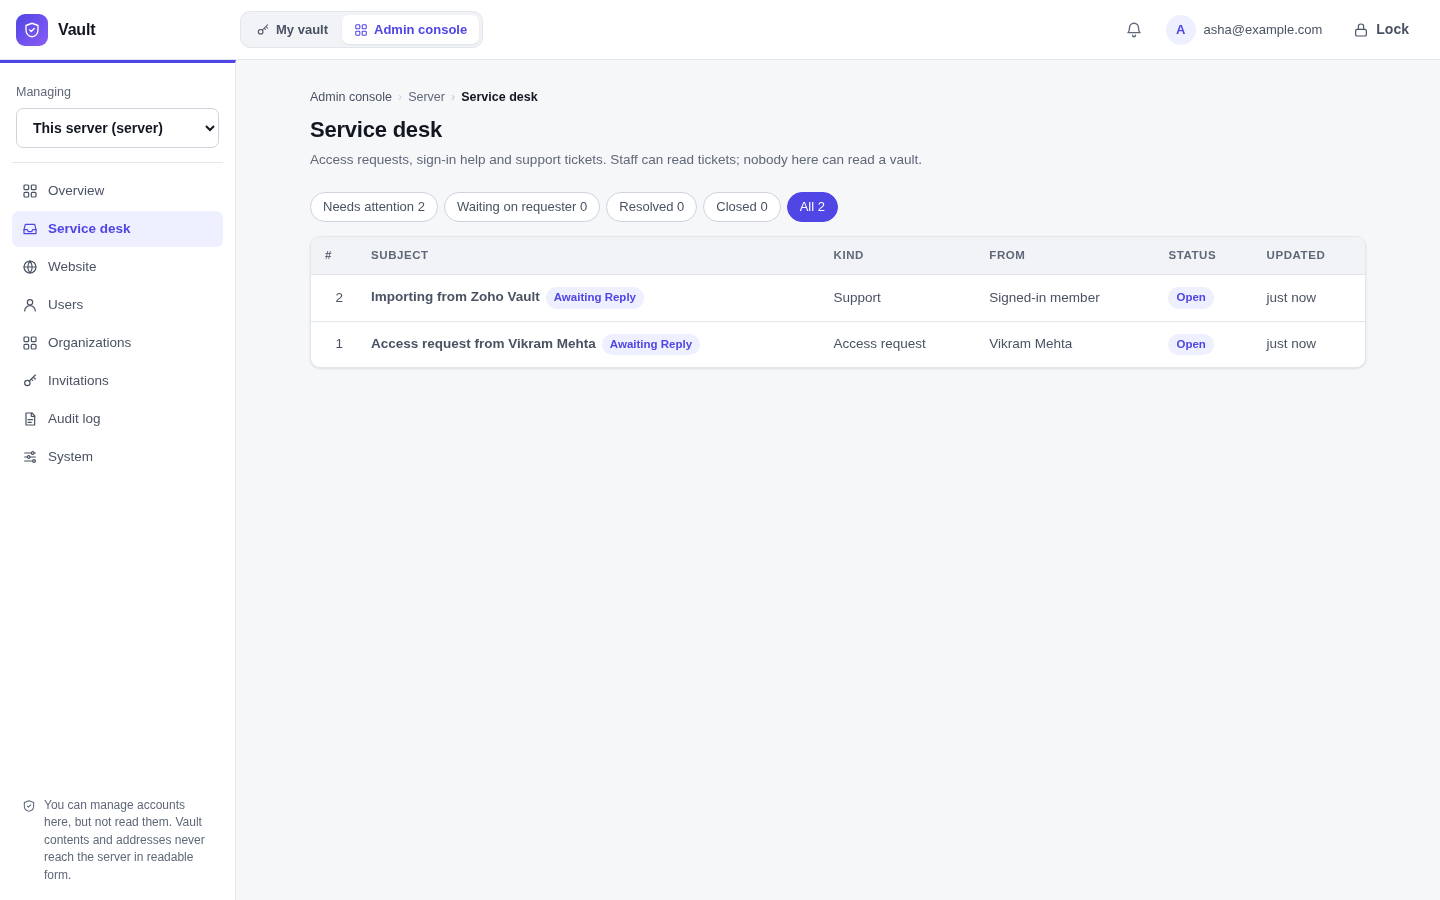 Vault
My vault
Admin console
A
asha@example.com
Lock
Managing
This server (server)
Overview
Service desk
Website
Users
Organizations
Invitations
Audit log
System
You can manage accounts
here, but not read them. Vault
contents and addresses never
reach the server in readable
form.
Admin console › Server › Service desk
Service desk
Access requests, sign-in help and support tickets. Staff can read tickets; nobody here can read a vault.
Needs attention 2 Waiting on requester 0 Resolved 0 Closed 0 All 2
# SUBJECT KIND FROM STATUS UPDATED
2 Importing from Zoho Vault Awaiting Reply Support Signed-in member Open just now
1 Access request from Vikram Mehta Awaiting Reply Access request Vikram Mehta Open just now